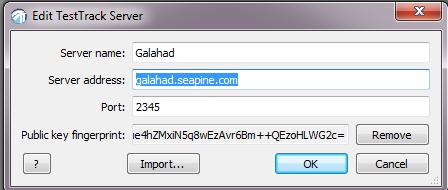 Edit TestTrack Server
Server name: Galahad
Server address: galahad.seapine.com
Port: 2345
Public key fingerprint: ue4hZMxiN5q8wEzAvr6Bm++QEzoHLWG2c= Remove
? Import... OK Cancel